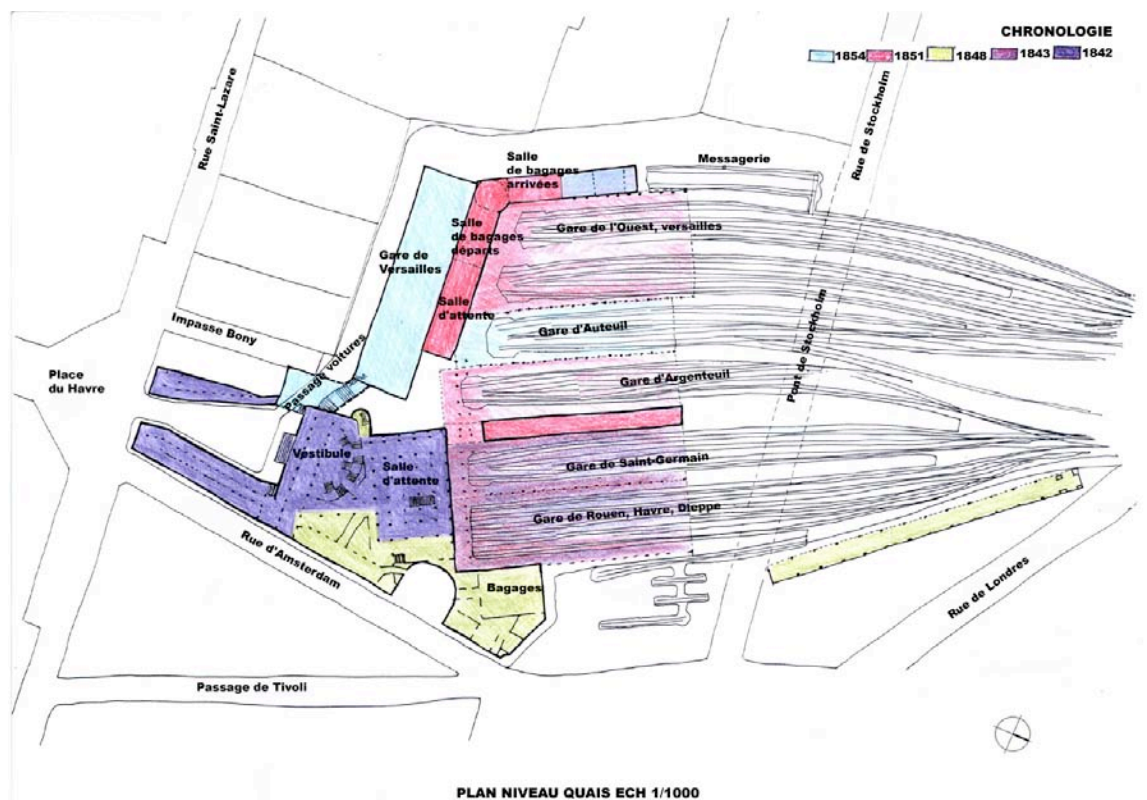 CHRONOLOGIE
1854 1851 1848 1843 1842
Rue Saint-Lazare
Rue de Stockholm
Salle
de bagages
arrivées
Messagerie
Salle
de bagages
départs
Gare de l'Ouest, versailles
Gare de
Versailles
Salle
d'attente
Gare d'Auteuil
Pont de Stockholm
Impasse Bony
Passage voitures
Place
du Havre
Gare d'Argenteuil
Vestibule
Salle
d'attente
Gare de Saint-Germain
Gare de Rouen, Havre, Dieppe
Rue d'Amsterdam
Bagages
Rue de Londres
Passage de Tivoli
PLAN NIVEAU QUAIS ECH 1/1000